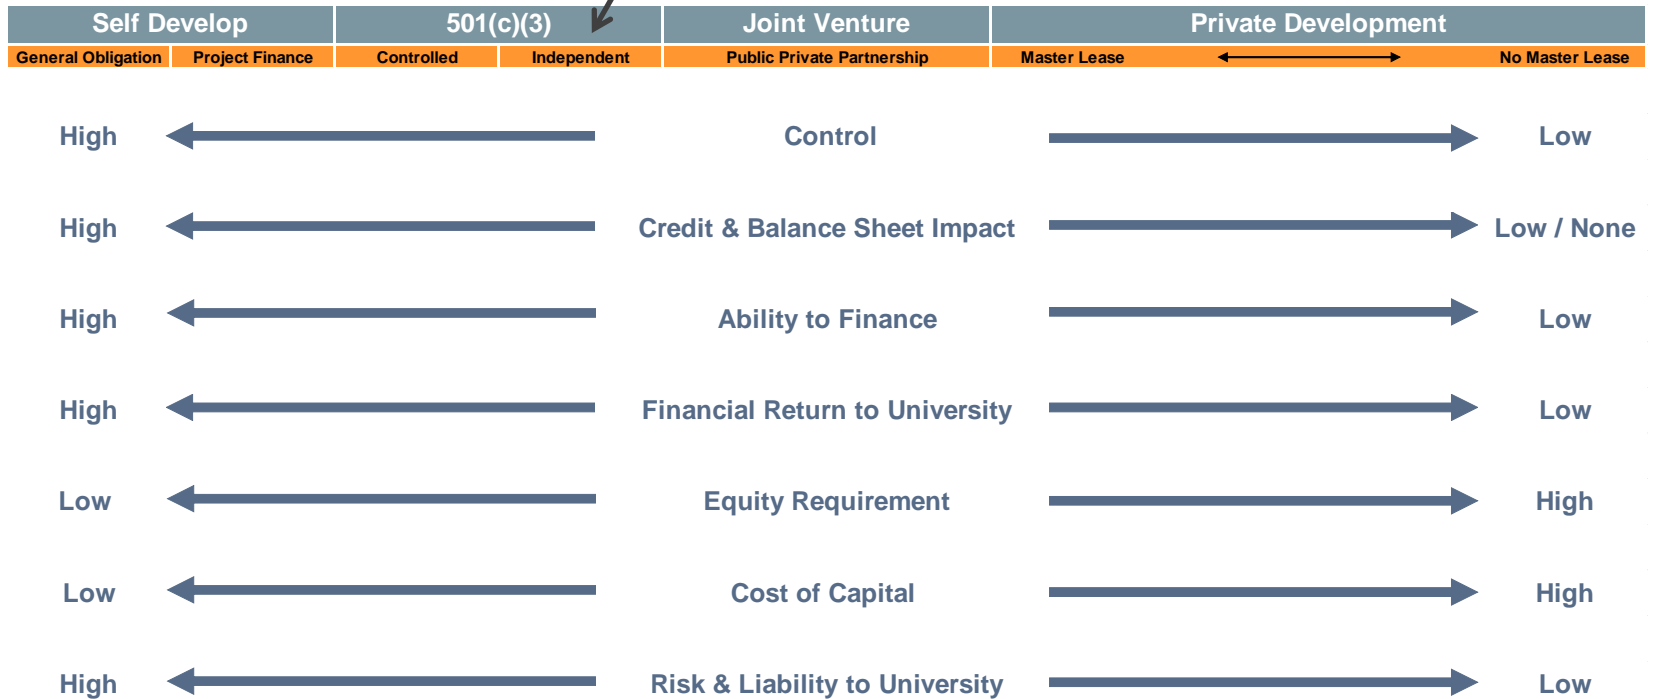 Self Develop 501(c)(3) Joint Venture Private Development
General Obligation Project Finance Controlled Independent Public Private Partnership Master Lease No Master Lease
High Control Low
High Credit & Balance Sheet Impact Low / None
High Ability to Finance Low
High Financial Return to University Low
Low Equity Requirement High
Low Cost of Capital High
High Risk & Liability to University Low